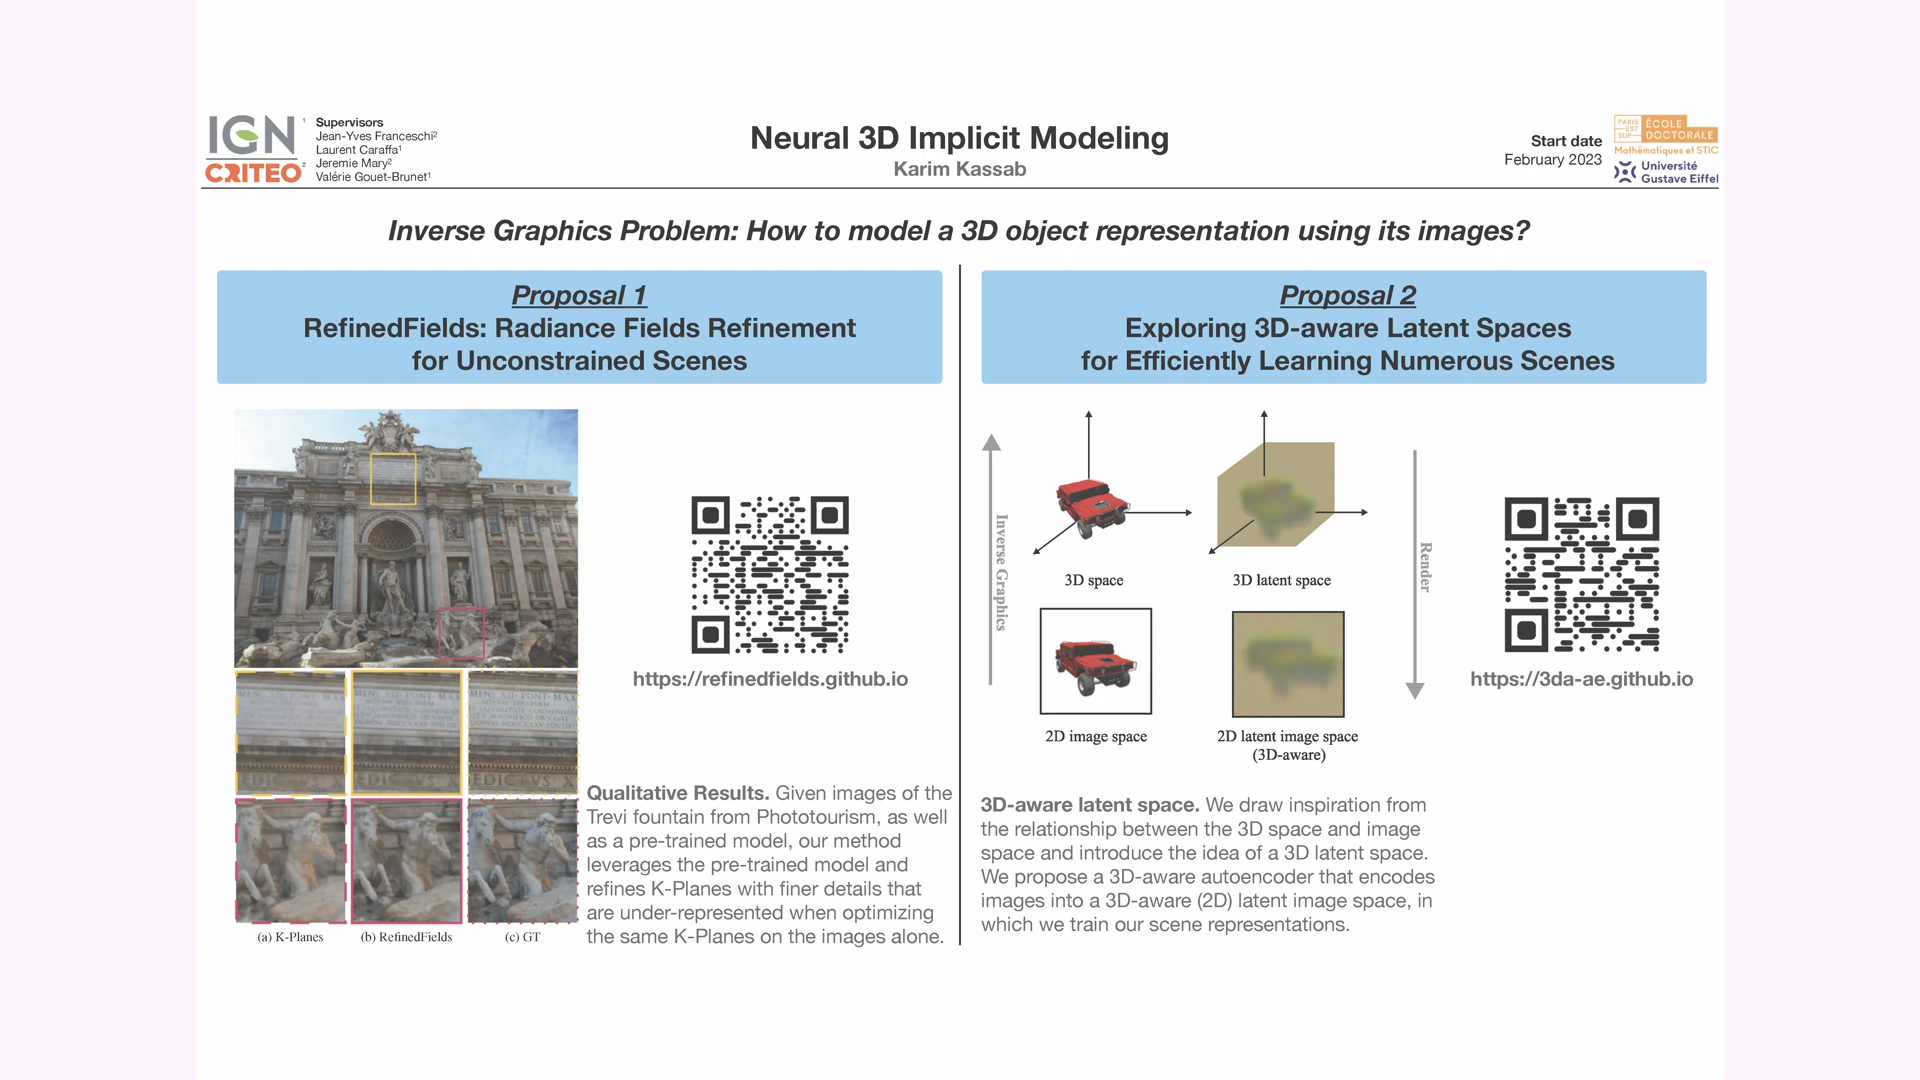 IGN
CRITEO
1
2
Supervisors
Jean-Yves Franceschi²
Laurent Caraffa¹
Jeremie Mary²
Valérie Gouet-Brunet¹
Neural 3D Implicit Modeling
Karim Kassab
Start date
February 2023
PARIS
—EST
SUP—
ÉCOLE
DOCTORALE
Mathématiques et STIC
Université
Gustave Eiffel
Inverse Graphics Problem: How to model a 3D object representation using its images?
Proposal 1
RefinedFields: Radiance Fields Refinement
for Unconstrained Scenes
https://refinedfields.github.io
(a) K-Planes
(b) RefinedFields
(c) GT
Qualitative Results. Given images of the
Trevi fountain from Phototourism, as well
as a pre-trained model, our method
leverages the pre-trained model and
refines K-Planes with finer details that
are under-represented when optimizing
the same K-Planes on the images alone.
Proposal 2
Exploring 3D-aware Latent Spaces
for Efficiently Learning Numerous Scenes
Inverse Graphics
3D space
3D latent space
2D image space
2D latent image space
(3D-aware)
Render
https://3da-ae.github.io
3D-aware latent space. We draw inspiration from
the relationship between the 3D space and image
space and introduce the idea of a 3D latent space.
We propose a 3D-aware autoencoder that encodes
images into a 3D-aware (2D) latent image space, in
which we train our scene representations.